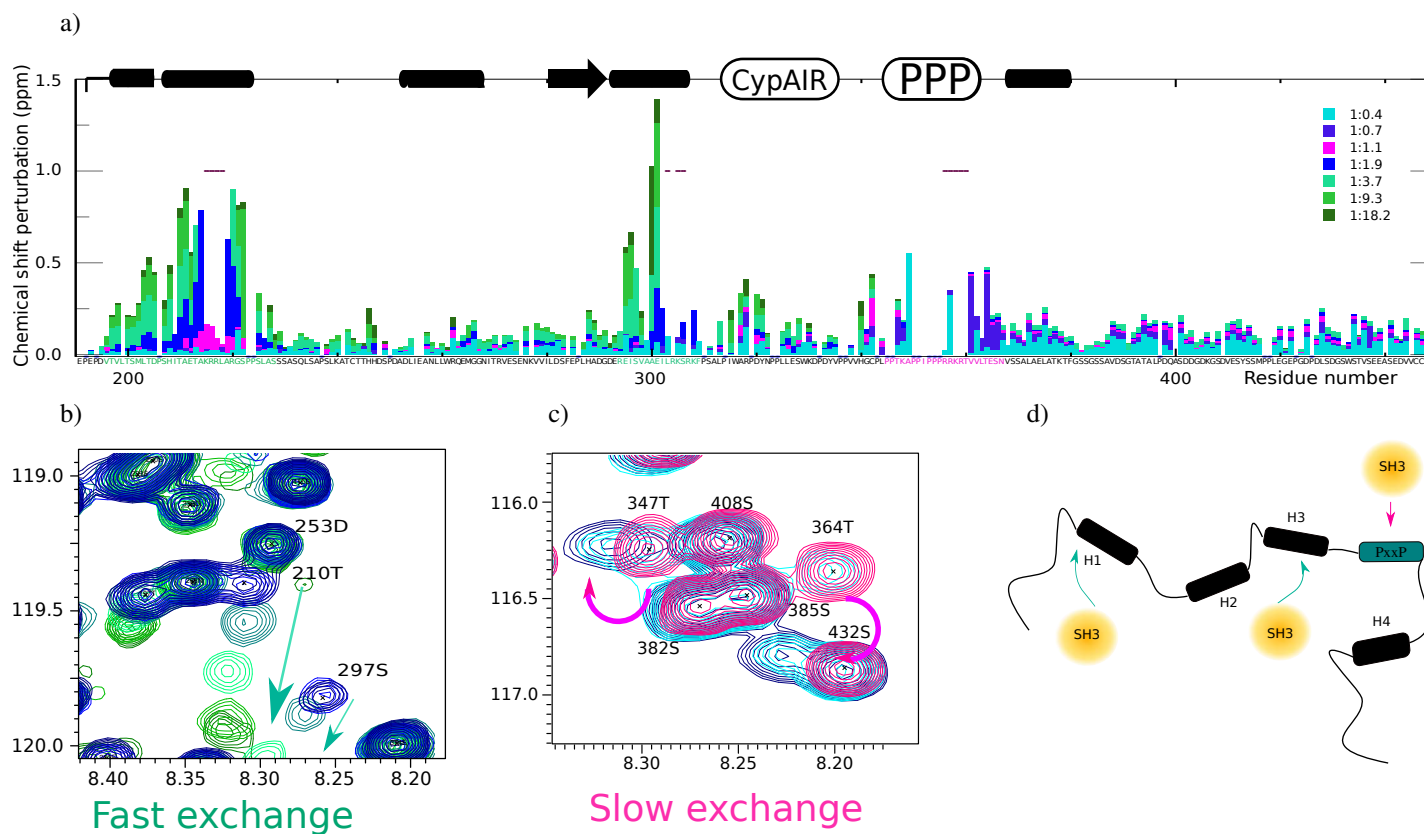 a)
Chemical shift perturbation (ppm)
1.5
1.0
0.5
0.0
CypAIR
PPP
1:0.4
1:0.7
1:1.1
1:1.9
1:3.7
1:9.3
1:18.2
200
300
400
Residue number
b)
119.0
119.5
120.0
253D
210T
297S
8.40
8.35
8.30
8.25
8.20
Fast exchange
c)
116.0
116.5
117.0
347T
408S
364T
385S
382S
432S
8.30
8.25
8.20
Slow exchange
d)
SH3
H3
PxxP
H1
H2
SH3
SH3
H4